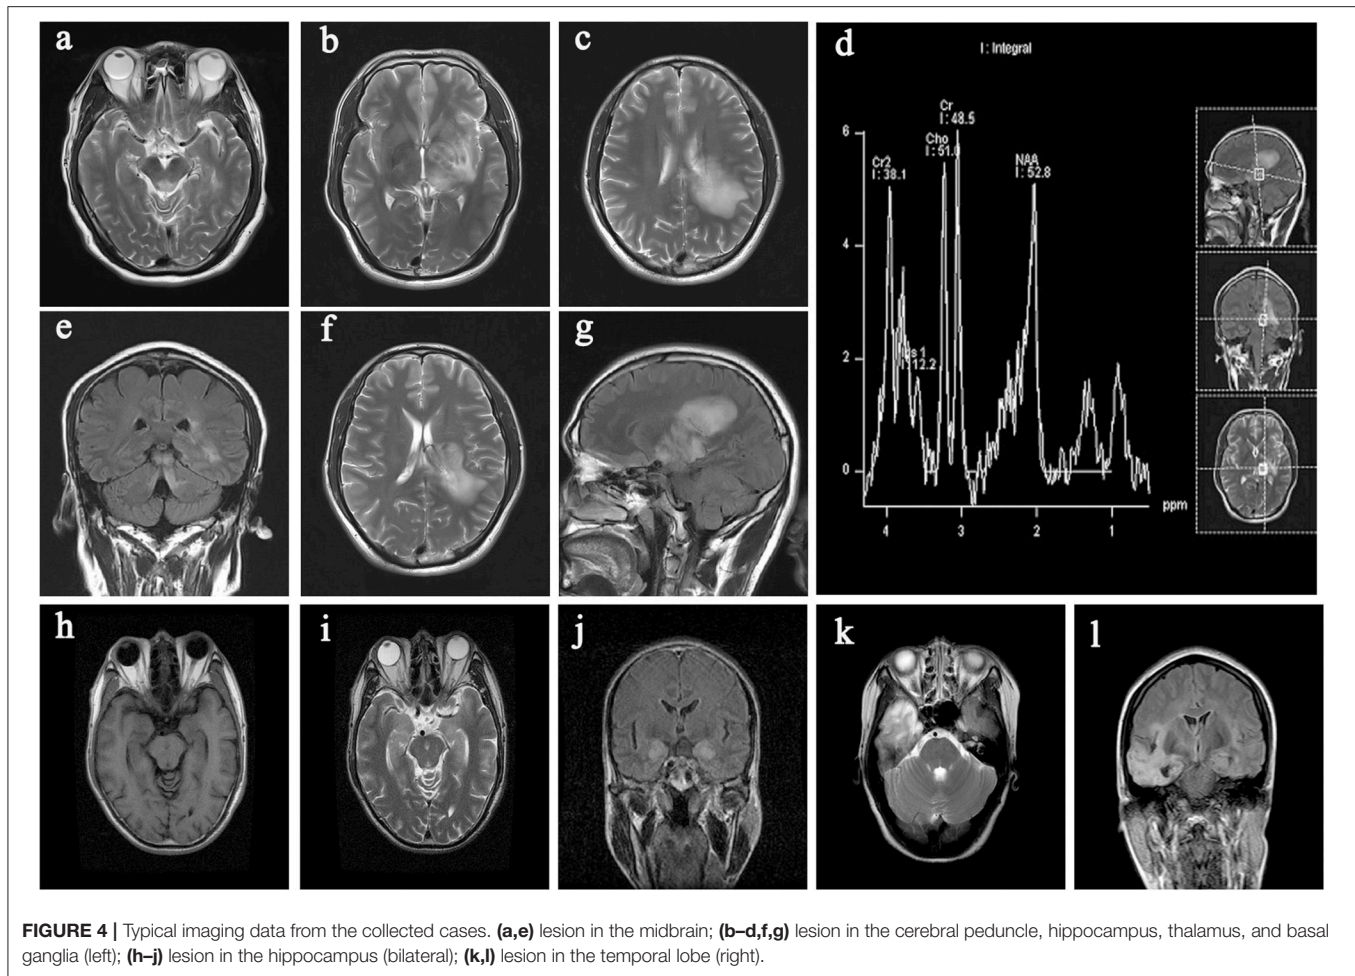 a
b
c
d
I : Integral
Cr
I : 48.5
Cho
I : 51.0
Cr2
I : 38.1
NAA
I : 52.8
12.2
6
4
2
0
ppm
4
3
2
1
e
f
g
h
i
j
k
l
FIGURE 4 | Typical imaging data from the collected cases. (a,e) lesion in the midbrain; (b–d,f,g) lesion in the cerebral peduncle, hippocampus, thalamus, and basal
ganglia (left); (h–j) lesion in the hippocampus (bilateral); (k,l) lesion in the temporal lobe (right).